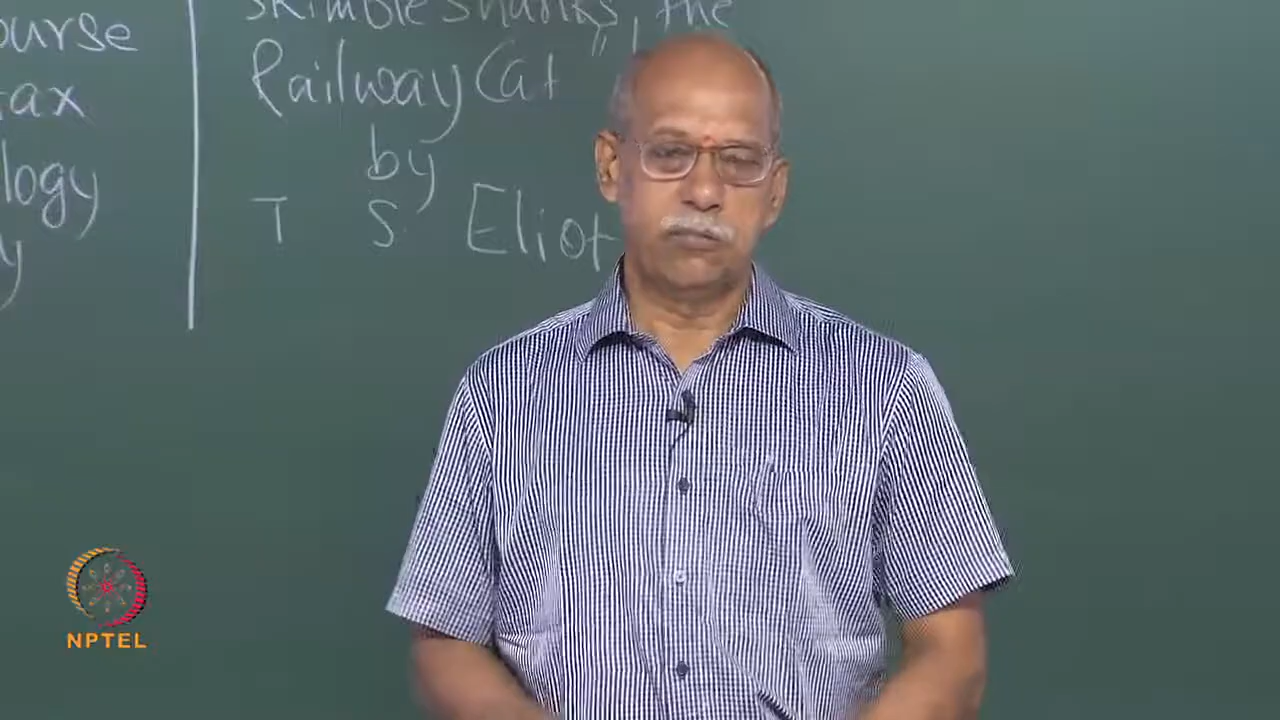 ourse
ax
logy
y
skimbleshanks, the
Railway Cat"
by
T S Eliot
NPTEL